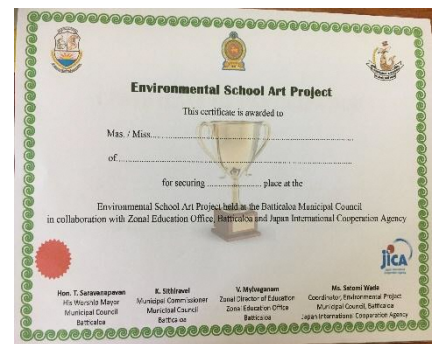 Environmental School Art Project
This certificate is awarded to
Mas. / Miss..............................................................
of..........................................................................
for securing .................. place at the
Environmental School Art Project held at the Batticaloa Municipal Council
in collaboration with Zonal Education Office, Batticaloa and Japan International Cooperation Agency
JICA
Hon. T. Saravanapavan
His Worship Mayor
Municipal Council
Batticaloa
K. Sithiravel
Municipal Commissioner
Municipal Council
Batticaloa
V. Mylvaganam
Zonal Director of Education
Zonal Education Office
Batticaloa
Ms. Satomi Wada
Coordinator, Environmental Project
Municipal Council, Batticaloa
Japan International Cooperation Agency